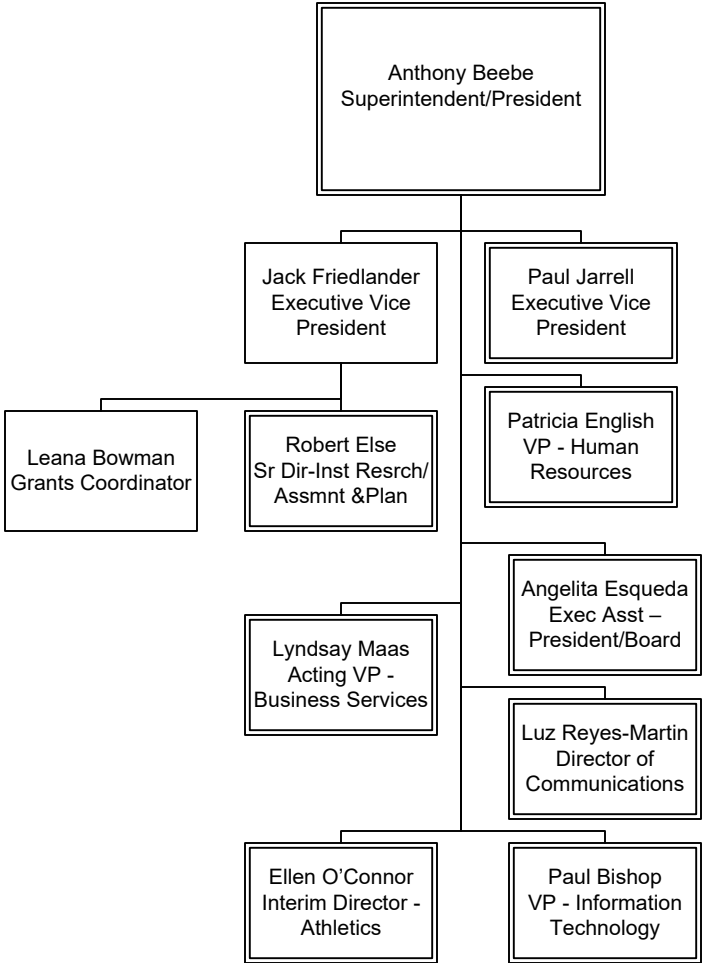 Anthony Beebe
Superintendent/President
Jack Friedlander
Executive Vice
President
Paul Jarrell
Executive Vice
President
Patricia English
VP - Human
Resources
Leana Bowman
Grants Coordinator
Robert Else
Sr Dir-Inst Resrch/
Assmnt &Plan
Angelita Esqueda
Exec Asst –
President/Board
Lyndsay Maas
Acting VP -
Business Services
Luz Reyes-Martin
Director of
Communications
Ellen O’Connor
Interim Director -
Athletics
Paul Bishop
VP - Information
Technology